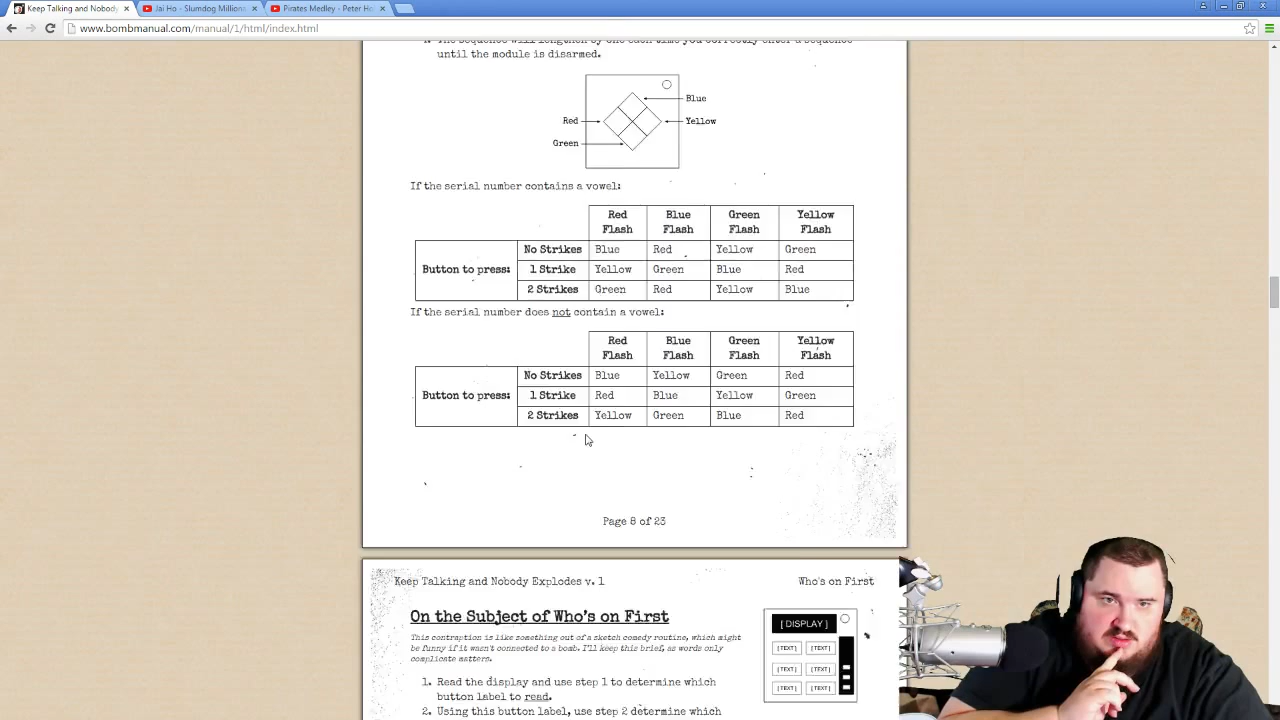 Keep Talking and Nobody
Jai Ho - Slumdog Millions
Pirates Medley - Peter Ho
www.bombmanual.com/manual/1/html/index.html
until the module is disarmed.
Blue
Red
Yellow
Green
If the serial number contains a vowel:
Red Flash Blue Flash Green Flash Yellow Flash
No Strikes Blue Red Yellow Green
Button to press: 1 Strike Yellow Green Blue Red
2 Strikes Green Red Yellow Blue
If the serial number does not contain a vowel:
Red Flash Blue Flash Green Flash Yellow Flash
No Strikes Blue Yellow Green Red
Button to press: 1 Strike Red Blue Yellow Green
2 Strikes Yellow Green Blue Red
Page 8 of 23
Keep Talking and Nobody Explodes v. 1 Who's on First
On the Subject of Who's on First
This contraption is like something out of a sketch comedy routine, which might
be funny if it wasn't connected to a bomb. I'll keep this brief, as words only
complicate matters.
1. Read the display and use step 1 to determine which
button label to read.
2. Using this button label, use step 2 determine which
[ DISPLAY ]
[TEXT] [TEXT]
[TEXT] [TEXT]
[TEXT] [TEXT]